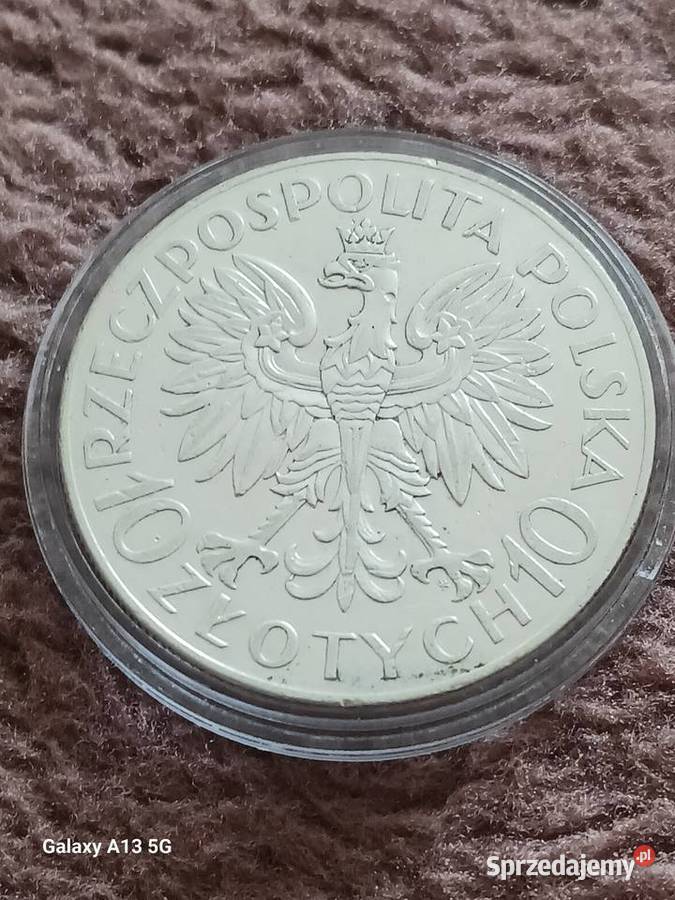 RZECZPOSPOLITA POLSKA
10 ZŁOTYCH 10
Galaxy A13 5G
Sprzedajemy.pl